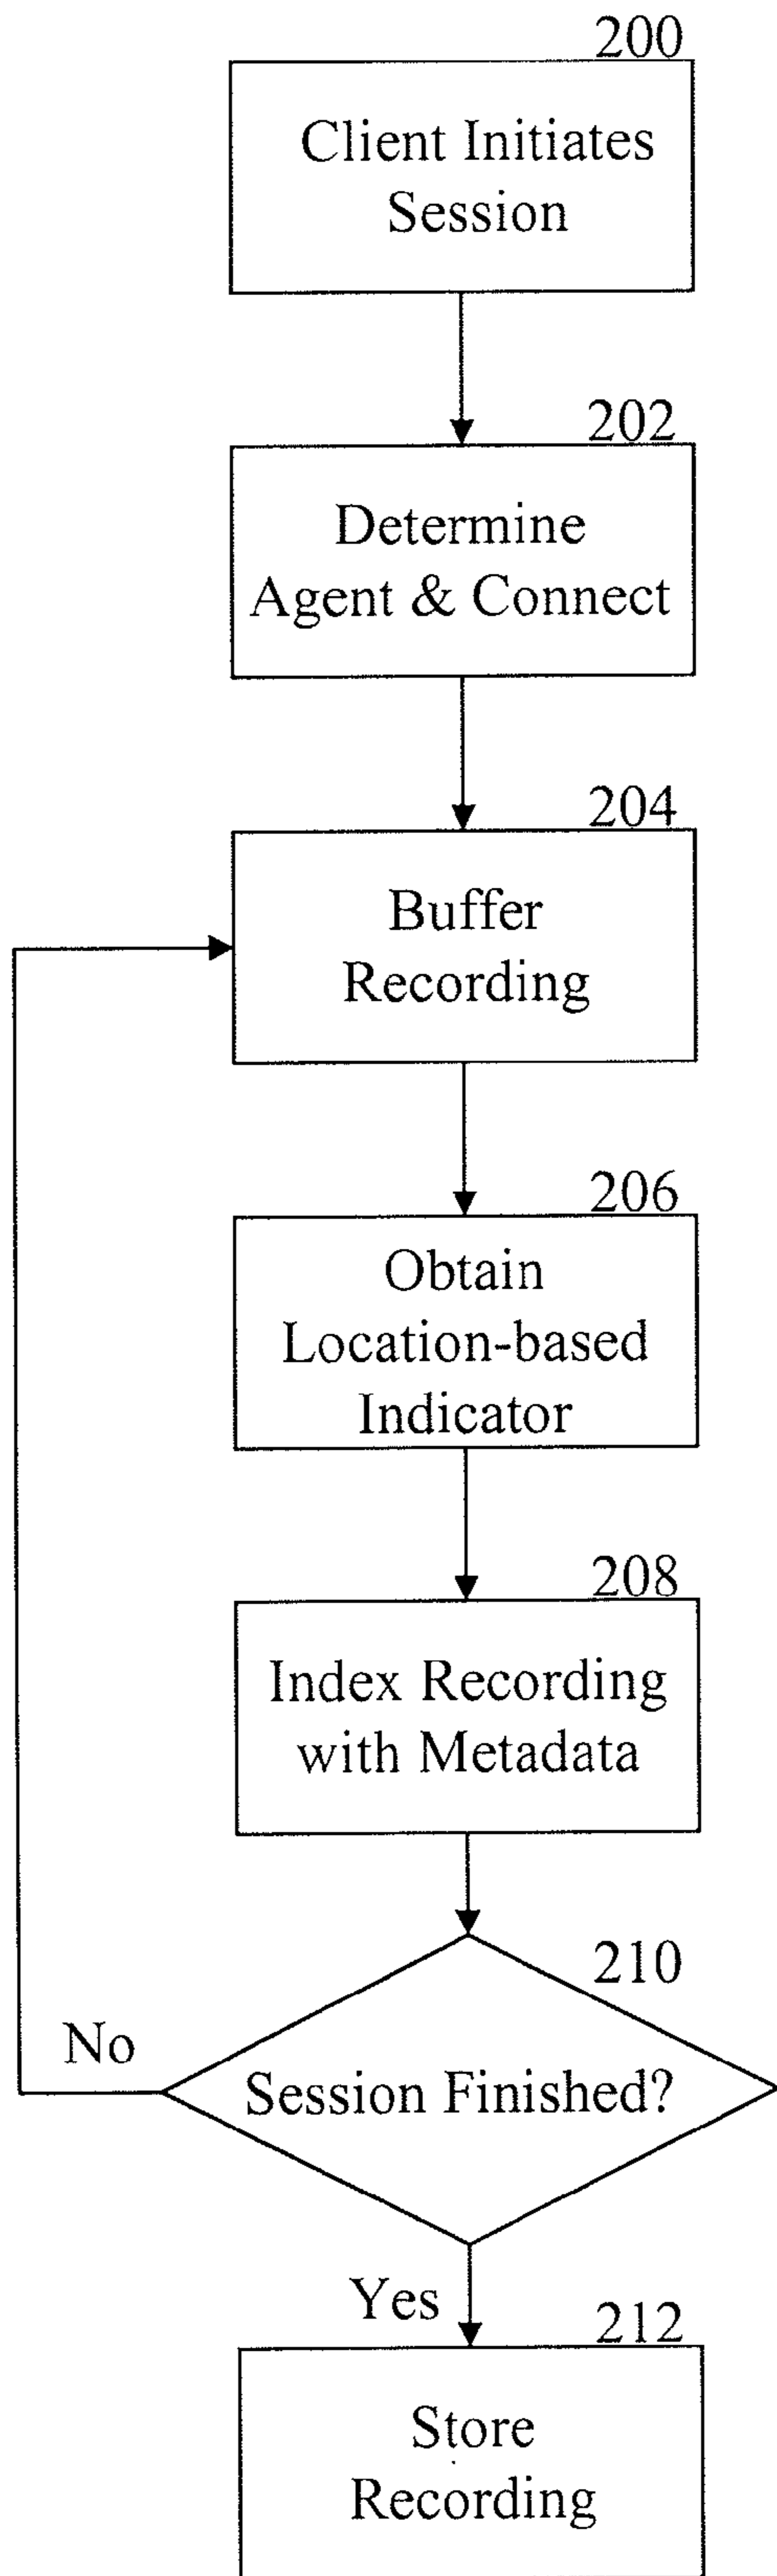 200
Client Initiates
Session
202
Determine
Agent & Connect
204
Buffer
Recording
206
Obtain
Location-based
Indicator
208
Index Recording
with Metadata
210
No
Session Finished?
Yes
212
Store
Recording